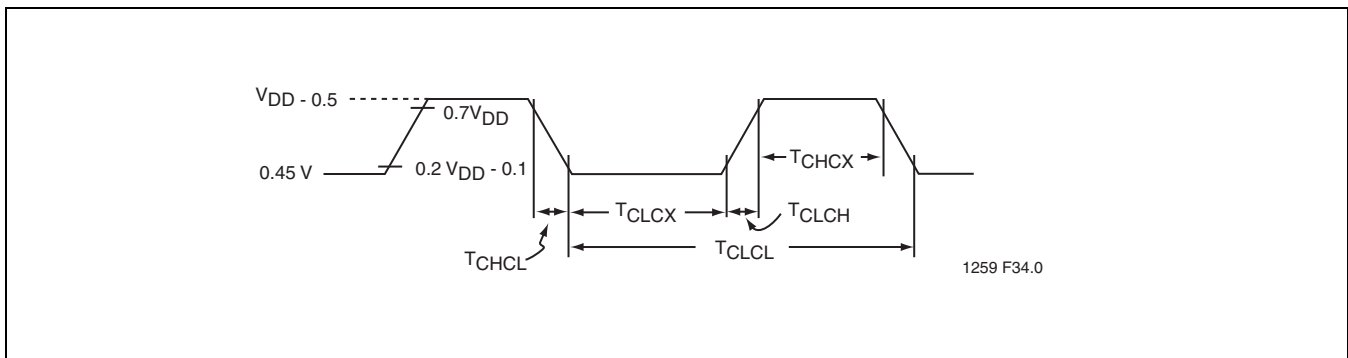 VDD - 0.5
0.7VDD
0.45 V
0.2 VDD - 0.1
TCHCX
TCLCX
TCLCH
TCHCL
TCLCL
1259 F34.0